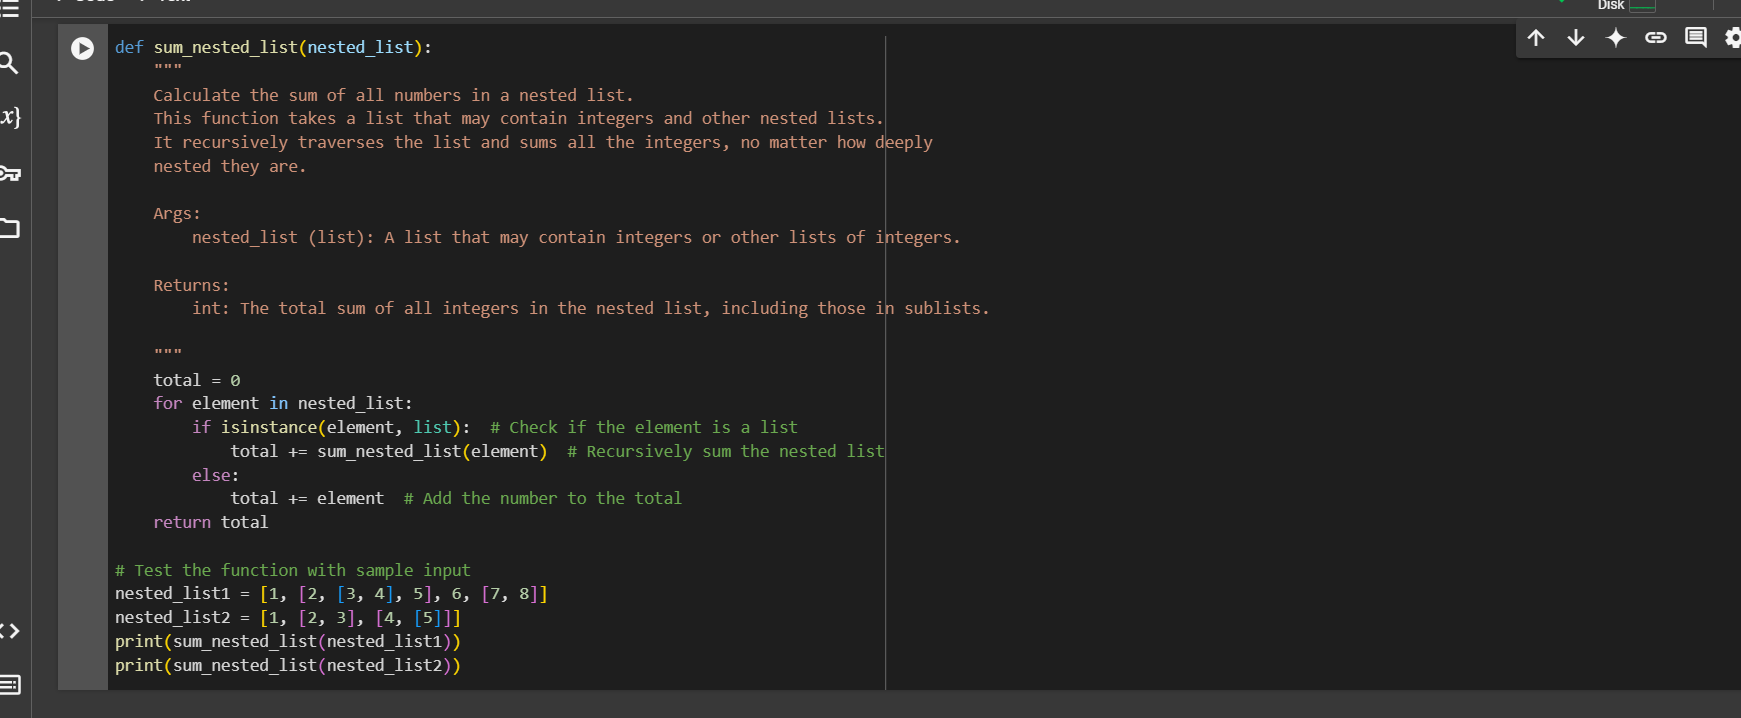 Disk
def sum_nested_list(nested_list):
    """
    Calculate the sum of all numbers in a nested list.
    This function takes a list that may contain integers and other nested lists.
    It recursively traverses the list and sums all the integers, no matter how deeply
    nested they are.

    Args:
        nested_list (list): A list that may contain integers or other lists of integers.

    Returns:
        int: The total sum of all integers in the nested list, including those in sublists.

    """
    total = 0
    for element in nested_list:
        if isinstance(element, list):  # Check if the element is a list
            total += sum_nested_list(element)  # Recursively sum the nested list
        else:
            total += element  # Add the number to the total
    return total

# Test the function with sample input
nested_list1 = [1, [2, [3, 4], 5], 6, [7, 8]]
nested_list2 = [1, [2, 3], [4, [5]]]
print(sum_nested_list(nested_list1))
print(sum_nested_list(nested_list2))